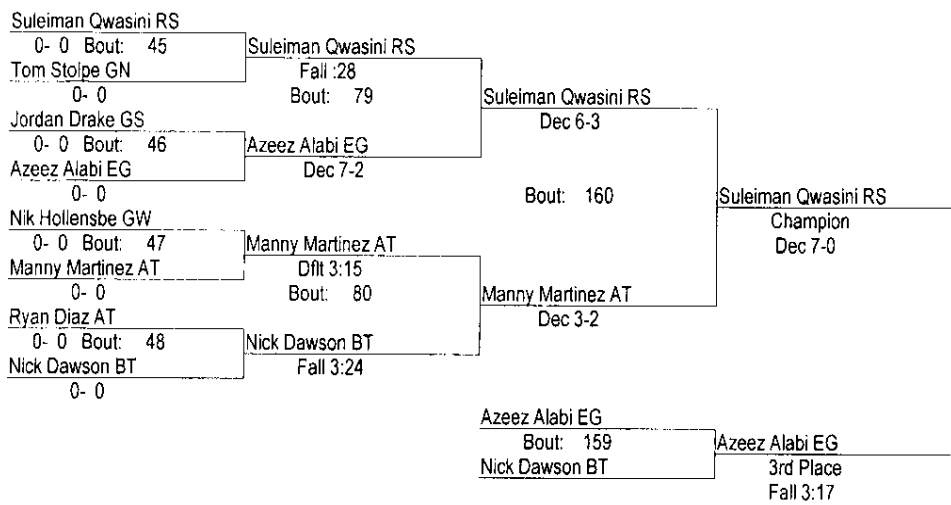 Suleiman Qwasini RS
0- 0 Bout: 45
Tom Stolpe GN
0- 0
Jordan Drake GS
0- 0 Bout: 46
Azeez Alabi EG
0- 0
Nik Hollensbe GW
0- 0 Bout: 47
Manny Martinez AT
0- 0
Ryan Diaz AT
0- 0 Bout: 48
Nick Dawson BT
0- 0
Suleiman Qwasini RS
Fall :28
Bout: 79
Azeez Alabi EG
Dec 7-2
Manny Martinez AT
Dflt 3:15
Bout: 80
Nick Dawson BT
Fall 3:24
Suleiman Qwasini RS
Dec 6-3
Bout: 160
Manny Martinez AT
Dec 3-2
Suleiman Qwasini RS
Champion
Dec 7-0
Azeez Alabi EG
Bout: 159
Nick Dawson BT
Azeez Alabi EG
3rd Place
Fall 3:17